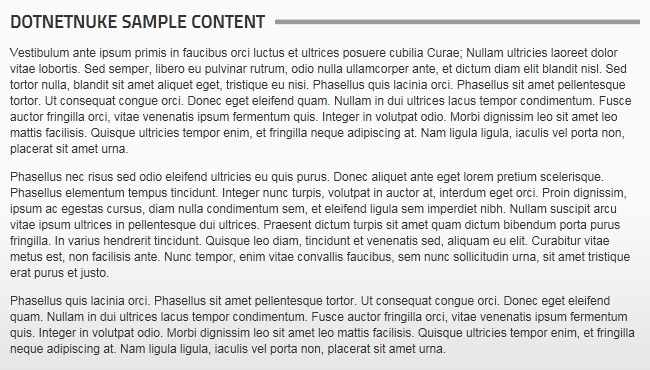 DOTNETNUKE SAMPLE CONTENT
Vestibulum ante ipsum primis in faucibus orci luctus et ultrices posuere cubilia Curae; Nullam ultricies laoreet dolor
vitae lobortis. Sed semper, libero eu pulvinar rutrum, odio nulla ullamcorper ante, et dictum diam elit blandit nisl. Sed
tortor nulla, blandit sit amet aliquet eget, tristique eu nisi. Phasellus quis lacinia orci. Phasellus sit amet pellentesque
tortor. Ut consequat congue orci. Donec eget eleifend quam. Nullam in dui ultrices lacus tempor condimentum. Fusce
auctor fringilla orci, vitae venenatis ipsum fermentum quis. Integer in volutpat odio. Morbi dignissim leo sit amet leo
mattis facilisis. Quisque ultricies tempor enim, et fringilla neque adipiscing at. Nam ligula ligula, iaculis vel porta non,
placerat sit amet urna.
Phasellus nec risus sed odio eleifend ultricies eu quis purus. Donec aliquet ante eget lorem pretium scelerisque.
Phasellus elementum tempus tincidunt. Integer nunc turpis, volutpat in auctor at, interdum eget orci. Proin dignissim,
ipsum ac egestas cursus, diam nulla condimentum sem, et eleifend ligula sem imperdiet nibh. Nullam suscipit arcu
vitae ipsum ultrices in pellentesque dui ultrices. Praesent dictum turpis sit amet quam dictum bibendum porta purus
fringilla. In varius hendrerit tincidunt. Quisque leo diam, tincidunt et venenatis sed, aliquam eu elit. Curabitur vitae
metus est, non facilisis ante. Nunc tempor, enim vitae convallis faucibus, sem nunc sollicitudin urna, sit amet tristique
erat purus et justo.
Phasellus quis lacinia orci. Phasellus sit amet pellentesque tortor. Ut consequat congue orci. Donec eget eleifend
quam. Nullam in dui ultrices lacus tempor condimentum. Fusce auctor fringilla orci, vitae venenatis ipsum fermentum
quis. Integer in volutpat odio. Morbi dignissim leo sit amet leo mattis facilisis. Quisque ultricies tempor enim, et fringilla
neque adipiscing at. Nam ligula ligula, iaculis vel porta non, placerat sit amet urna.